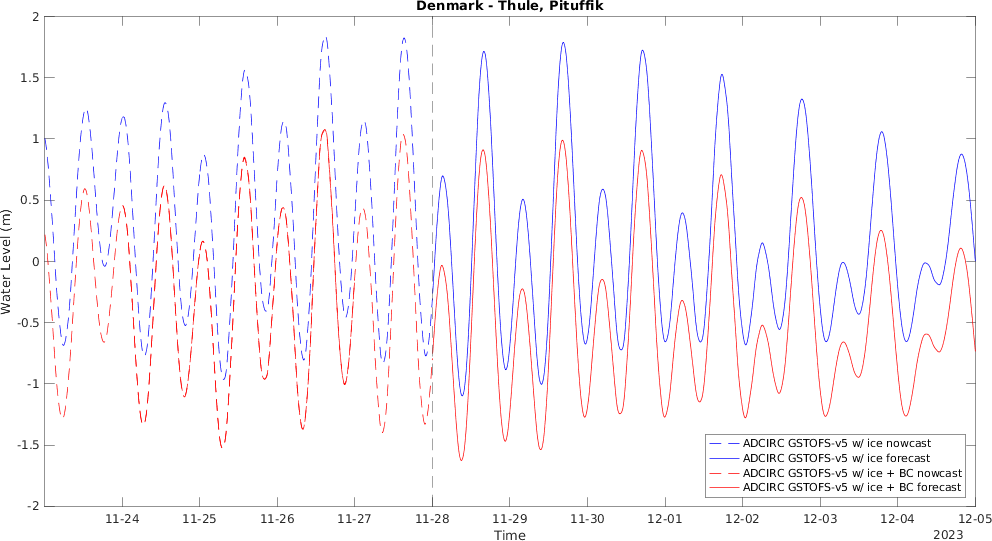 Denmark - Thule, Pituffik
2
1.5
1
0.5
0
-0.5
-1
-1.5
-2
Water Level (m)
ADCIRC GSTOFS-v5 w/ ice nowcast
ADCIRC GSTOFS-v5 w/ ice forecast
ADCIRC GSTOFS-v5 w/ ice + BC nowcast
ADCIRC GSTOFS-v5 w/ ice + BC forecast
11-24 11-25 11-26 11-27 11-28 11-29 11-30 12-01 12-02 12-03 12-04 12-05
Time
2023